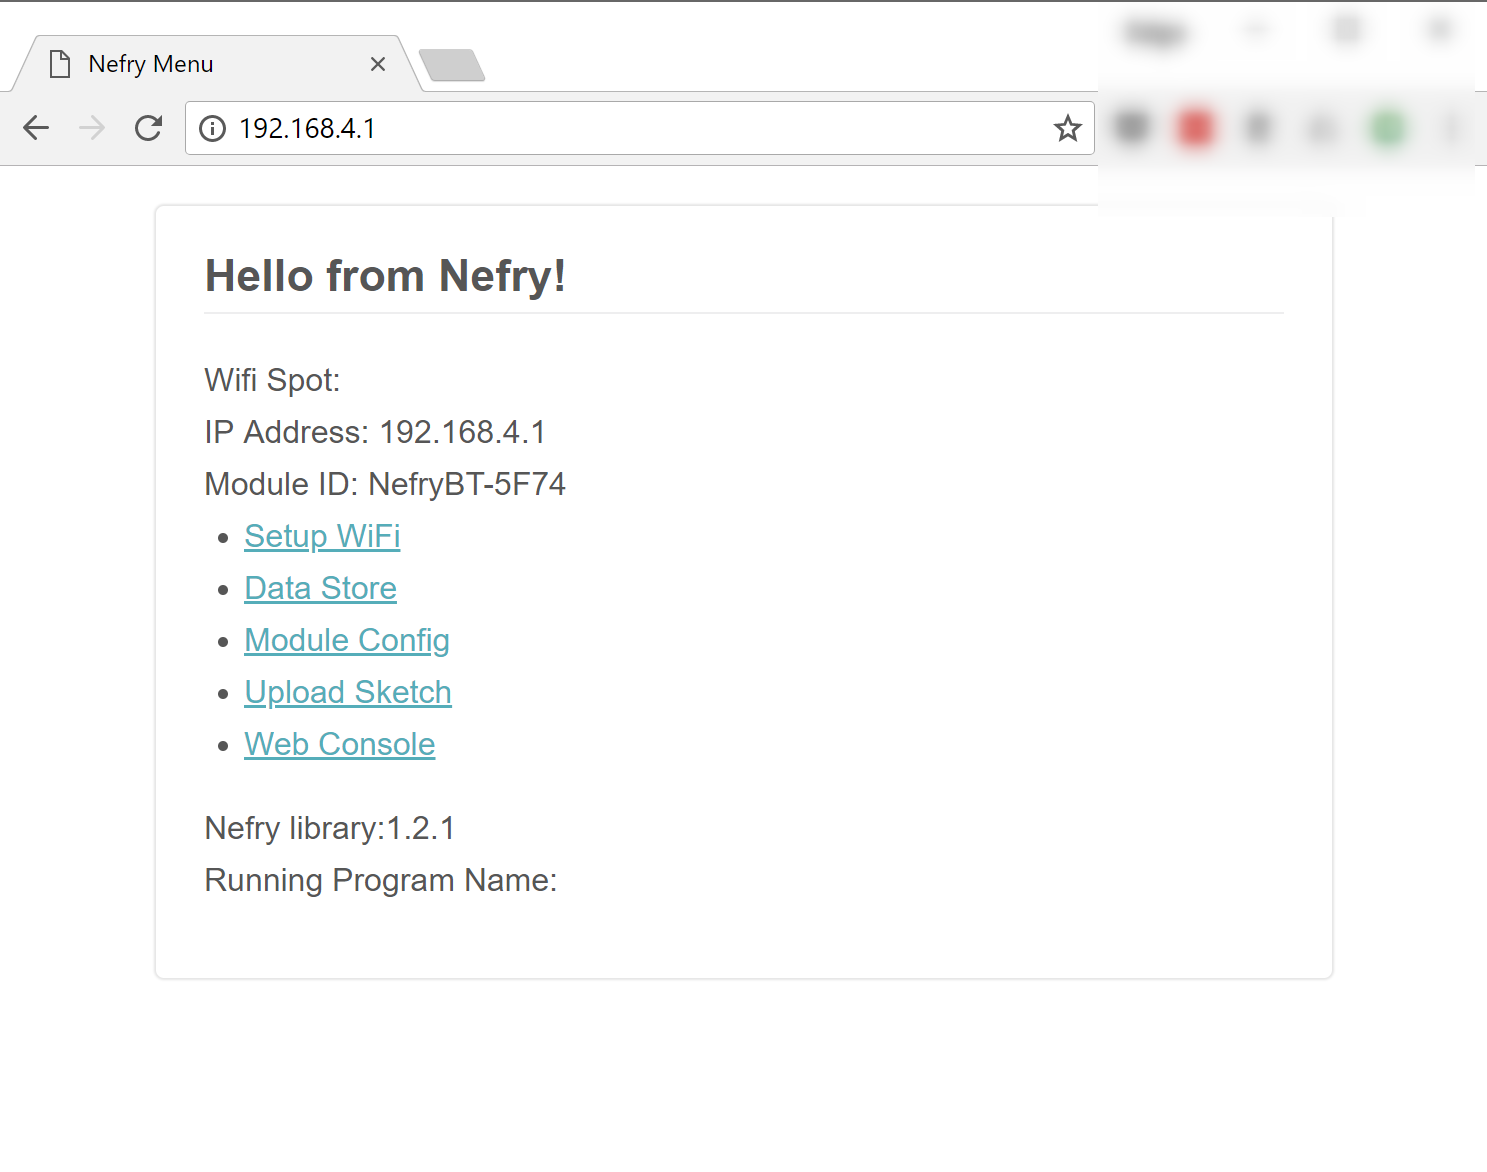 Nefry Menu
192.168.4.1
Hello from Nefry!
Wifi Spot:
IP Address: 192.168.4.1
Module ID: NefryBT-5F74
Setup WiFi
Data Store
Module Config
Upload Sketch
Web Console
Nefry library:1.2.1
Running Program Name: